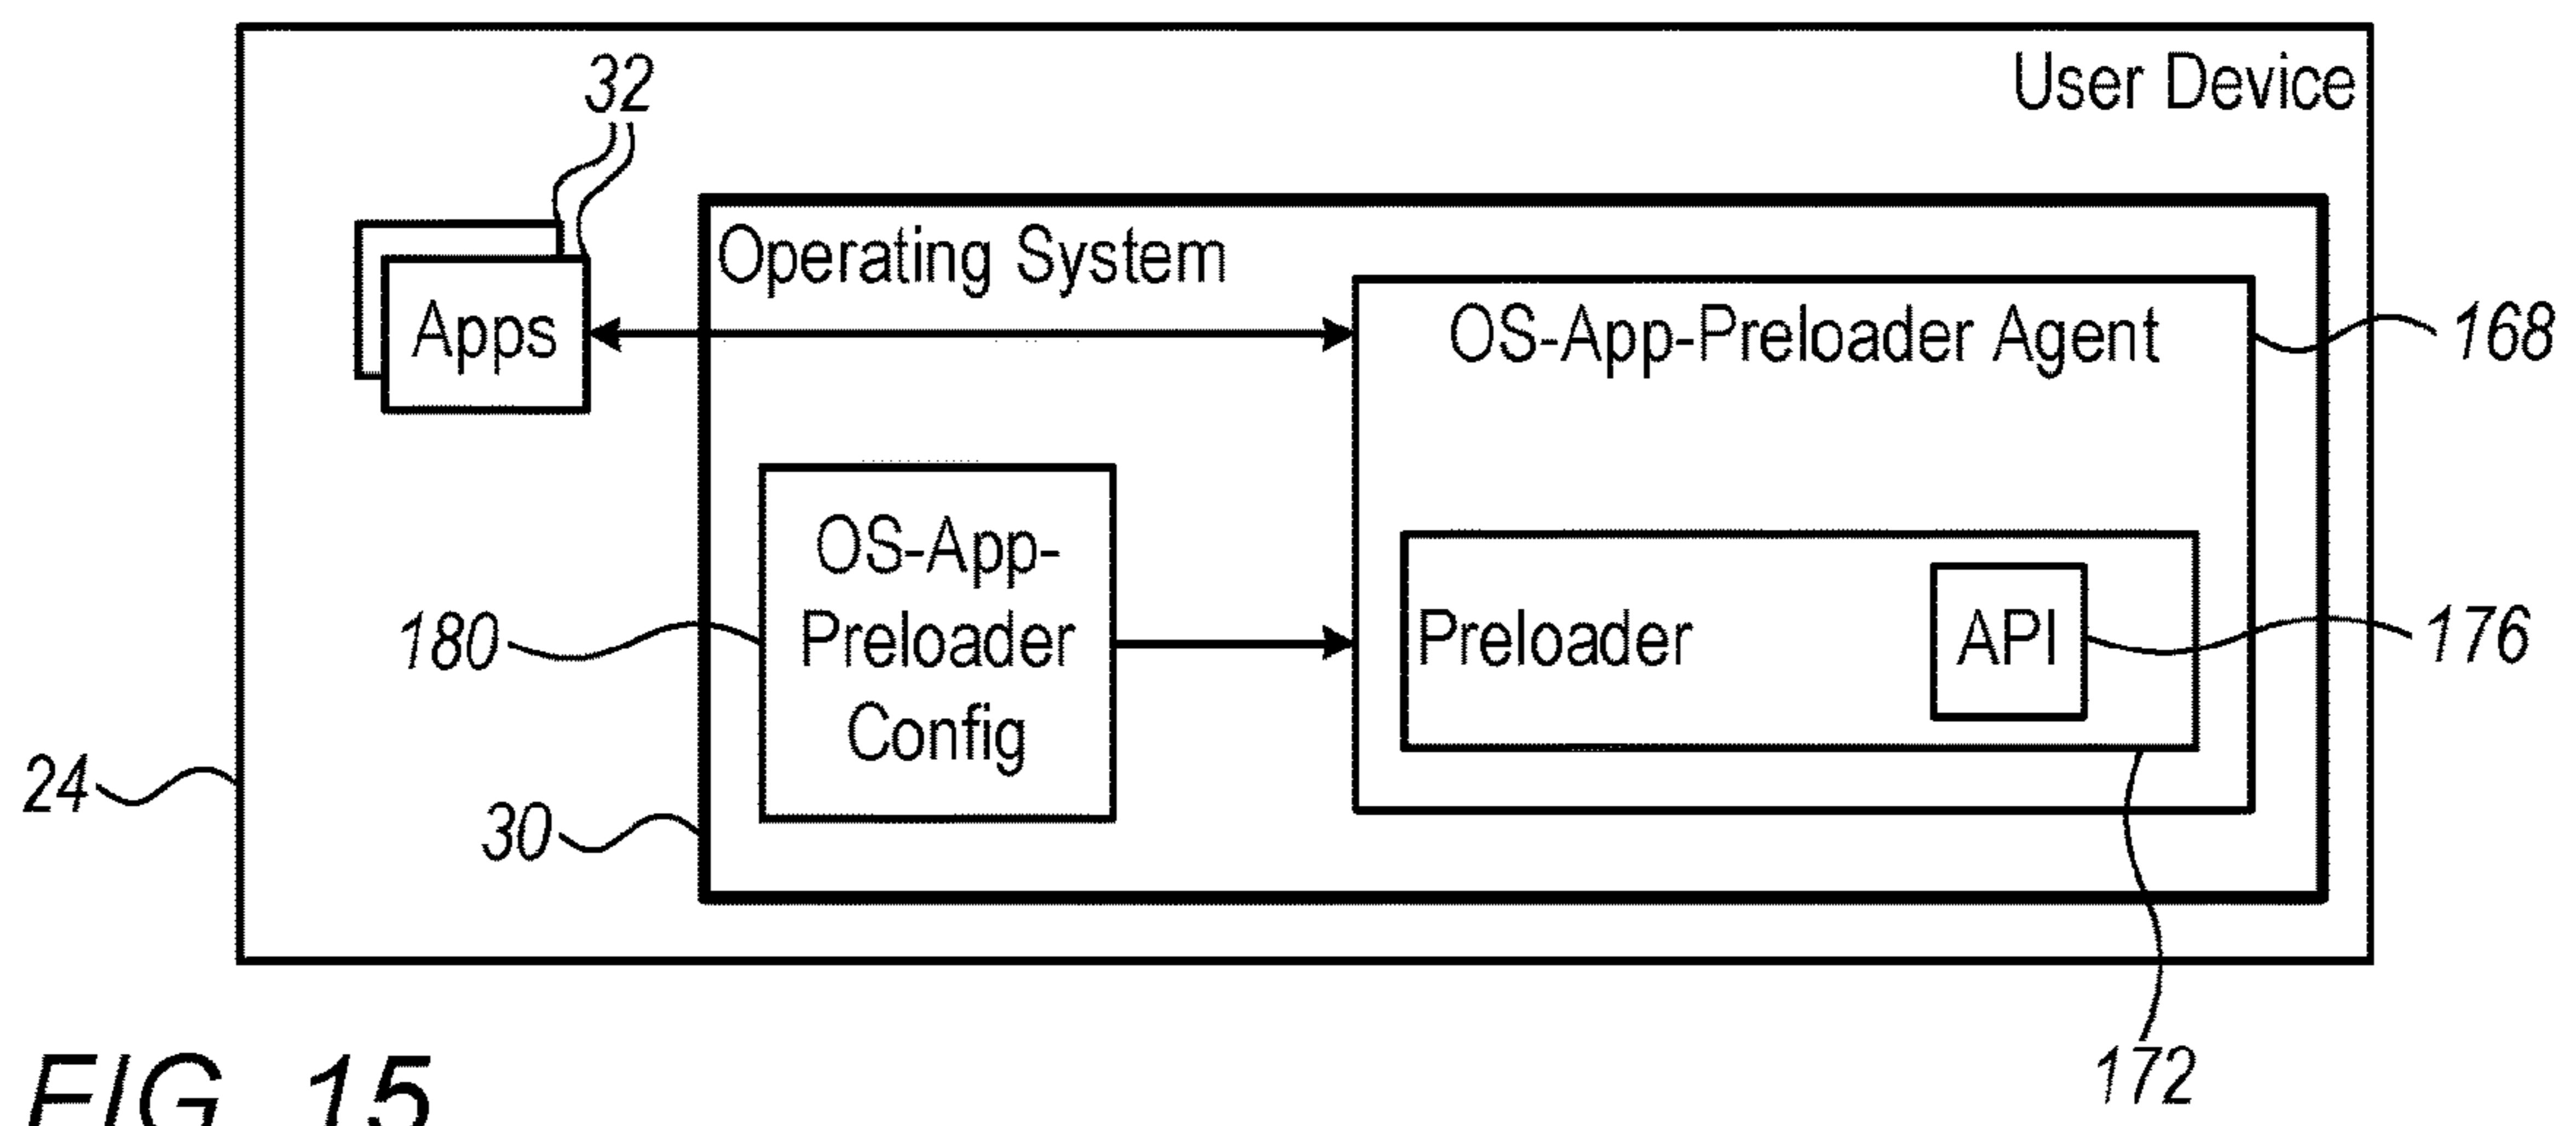 User Device
32
Operating System
Apps
OS-App-Preloader Agent
168
OS-App-
Preloader
Config
180
Preloader
API
176
24
30
172
FIG. 15